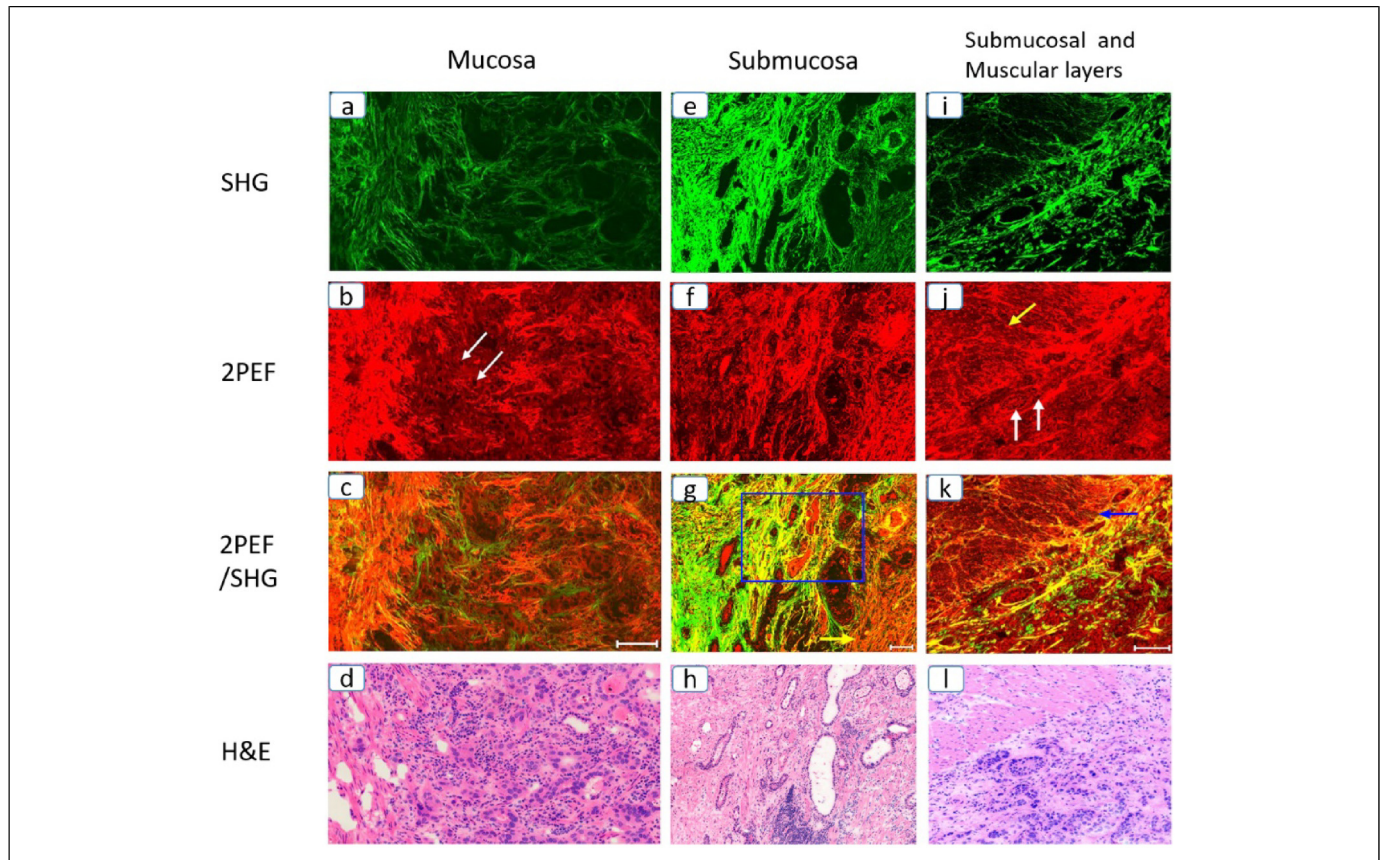 Mucosa
Submucosa
Submucosal and
Muscular layers
SHG
a
e
i
2PEF
b
f
j
2PEF
/SHG
c
g
k
H&E
d
h
l